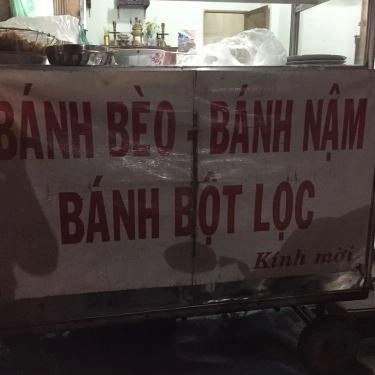 BÁNH BÈO - BÁNH NẬM
BÁNH BỘT LỌC
Kính mời